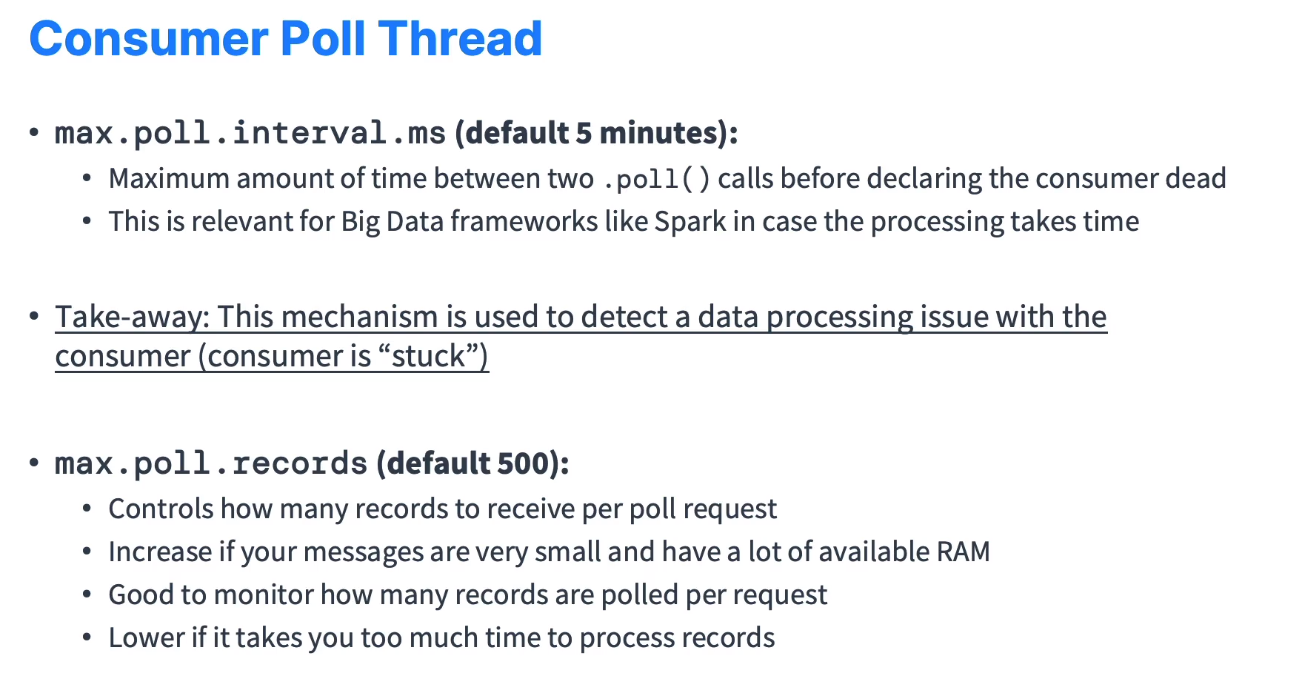 Consumer Poll Thread
• max.poll.interval.ms (default 5 minutes):
• Maximum amount of time between two .poll() calls before declaring the consumer dead
• This is relevant for Big Data frameworks like Spark in case the processing takes time
• Take-away: This mechanism is used to detect a data processing issue with the
consumer (consumer is “stuck”)
• max.poll.records (default 500):
• Controls how many records to receive per poll request
• Increase if your messages are very small and have a lot of available RAM
• Good to monitor how many records are polled per request
• Lower if it takes you too much time to process records